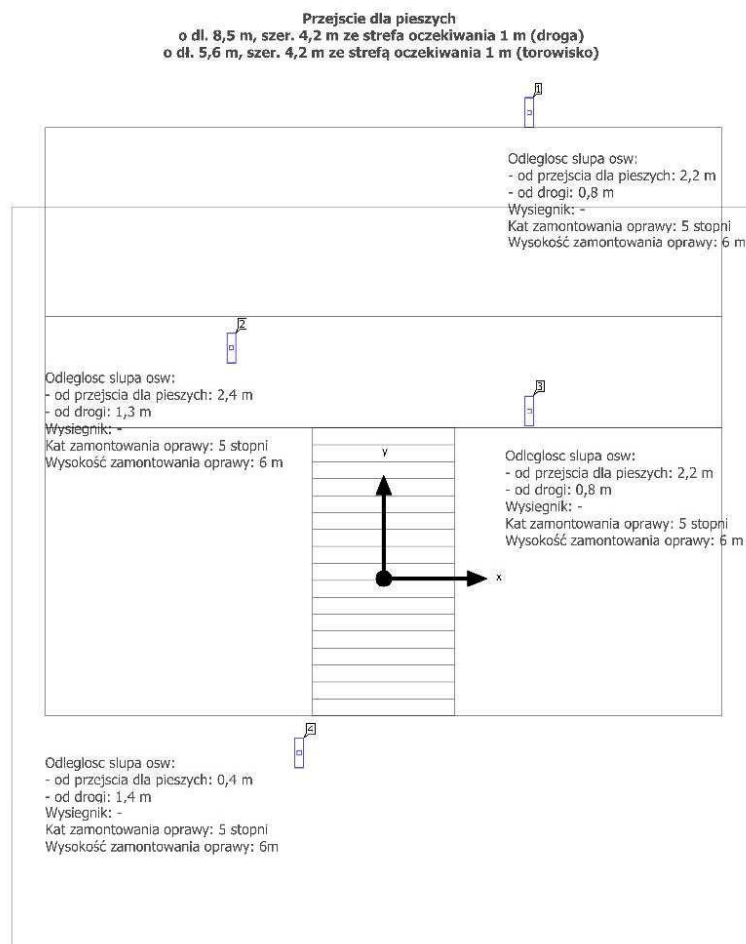 Przejscie dla pieszych
o dl. 8,5 m, szer. 4,2 m ze strefa oczekiwania 1 m (droga)
o dł. 5,6 m, szer. 4,2 m ze strefą oczekiwania 1 m (torowisko)
1
Odleglosc slupa osw:
- od przejscia dla pieszych: 2,2 m
- od drogi: 0,8 m
Wysiegnik: -
Kat zamontowania oprawy: 5 stopni
Wysokość zamontowania oprawy: 6 m
2
Odleglosc slupa osw:
- od przejscia dla pieszych: 2,4 m
- od drogi: 1,3 m
Wysiegnik: -
Kat zamontowania oprawy: 5 stopni
Wysokość zamontowania oprawy: 6 m
3
Odleglosc slupa osw:
- od przejscia dla pieszych: 2,2 m
- od drogi: 0,8 m
Wysiegnik: -
Kat zamontowania oprawy: 5 stopni
Wysokość zamontowania oprawy: 6 m
y
x
4
Odleglosc slupa osw:
- od przejscia dla pieszych: 0,4 m
- od drogi: 1,4 m
Wysiegnik: -
Kat zamontowania oprawy: 5 stopni
Wysokość zamontowania oprawy: 6m